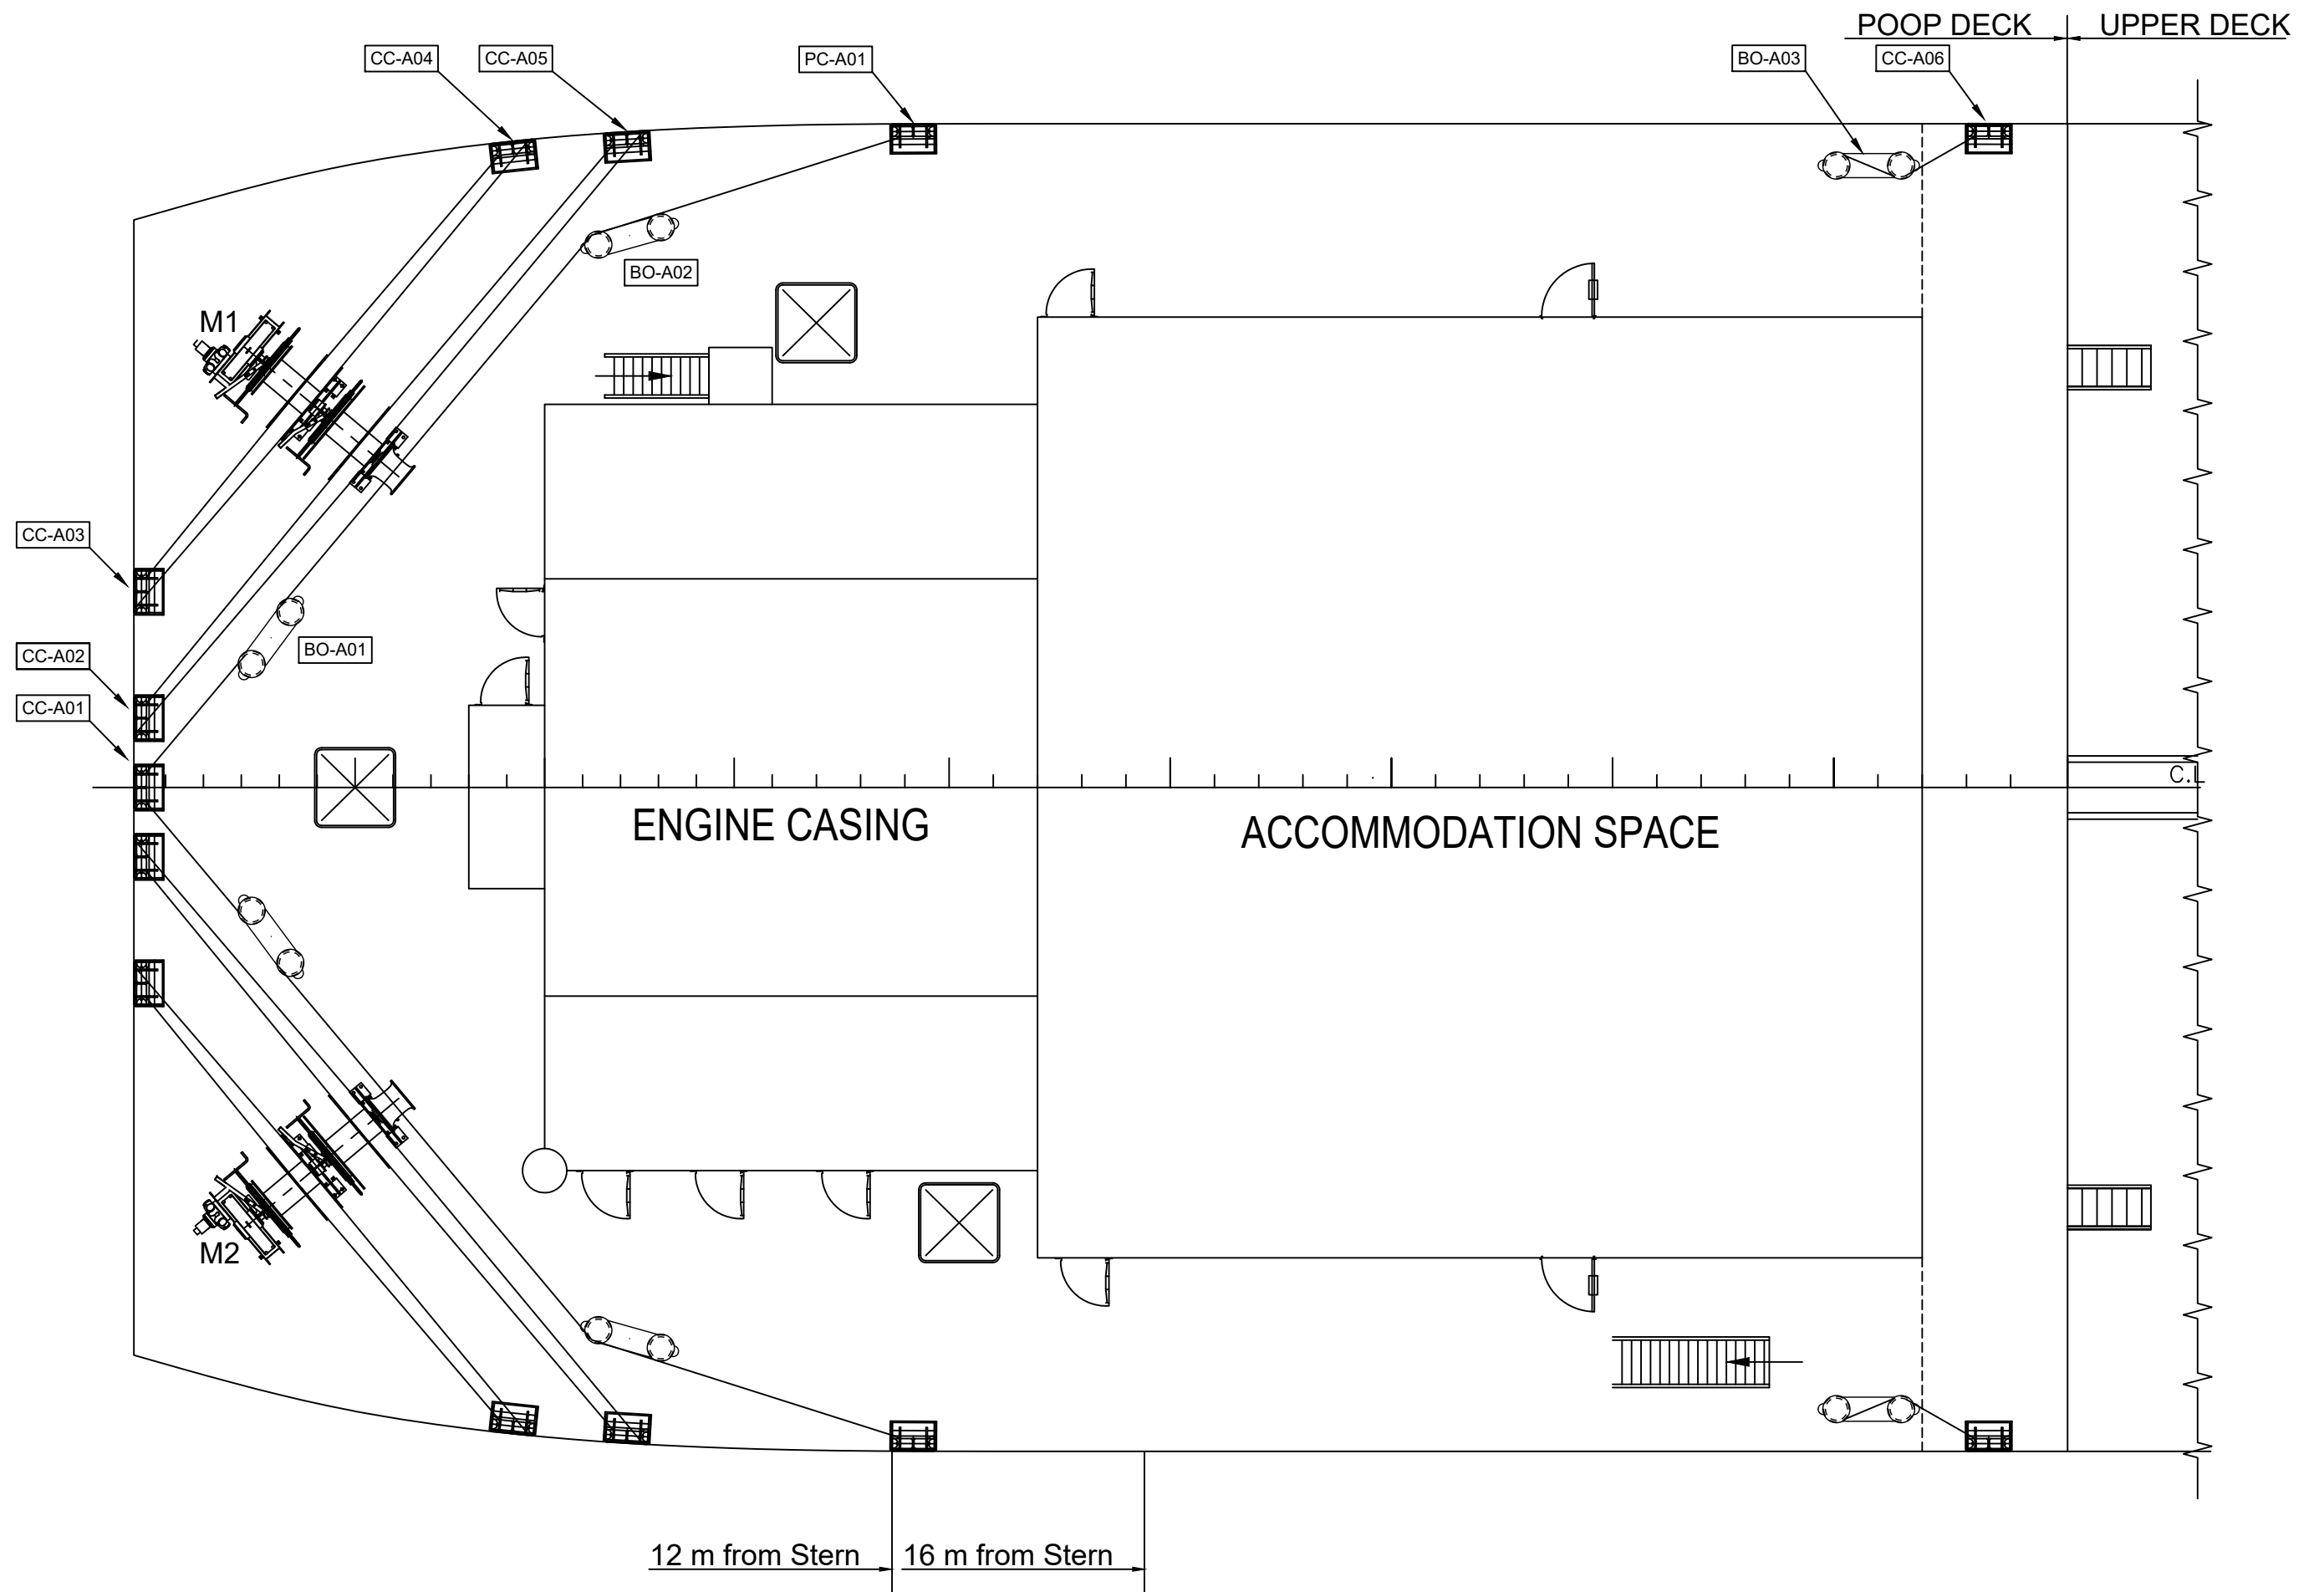 POOP DECK
UPPER DECK
CC-A04
CC-A05
PC-A01
BO-A03
CC-A06
BO-A02
M1
CC-A03
BO-A01
CC-A02
CC-A01
C.L
ENGINE CASING
ACCOMMODATION SPACE
M2
12 m from Stern
16 m from Stern